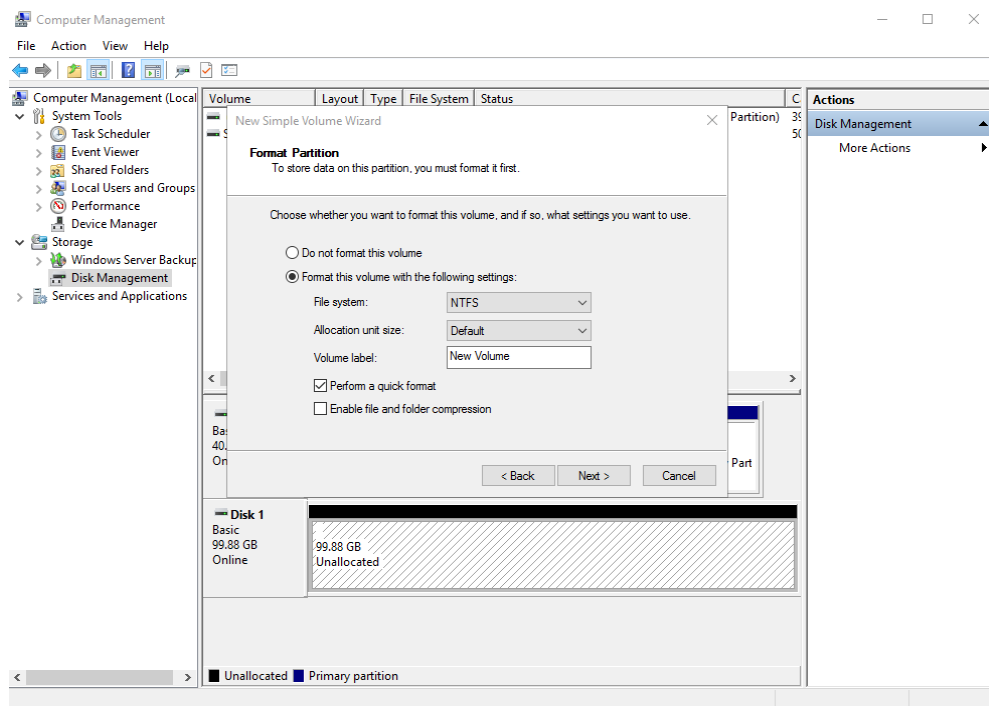 Computer Management
File Action View Help
Computer Management (Local
System Tools
Task Scheduler
Event Viewer
Shared Folders
Local Users and Groups
Performance
Device Manager
Storage
Windows Server Backup
Disk Management
Services and Applications
Volume Layout Type File System Status C
Partition) 39
S 50
New Simple Volume Wizard
Format Partition
To store data on this partition, you must format it first.
Choose whether you want to format this volume, and if so, what settings you want to use.
Do not format this volume
Format this volume with the following settings:
File system: NTFS
Allocation unit size: Default
Volume label: New Volume
Perform a quick format
Enable file and folder compression
< Back Next > Cancel
Ba
40.
On
Part
Disk 1
Basic
99.88 GB
Online
99.88 GB
Unallocated
Unallocated Primary partition
Actions
Disk Management
More Actions